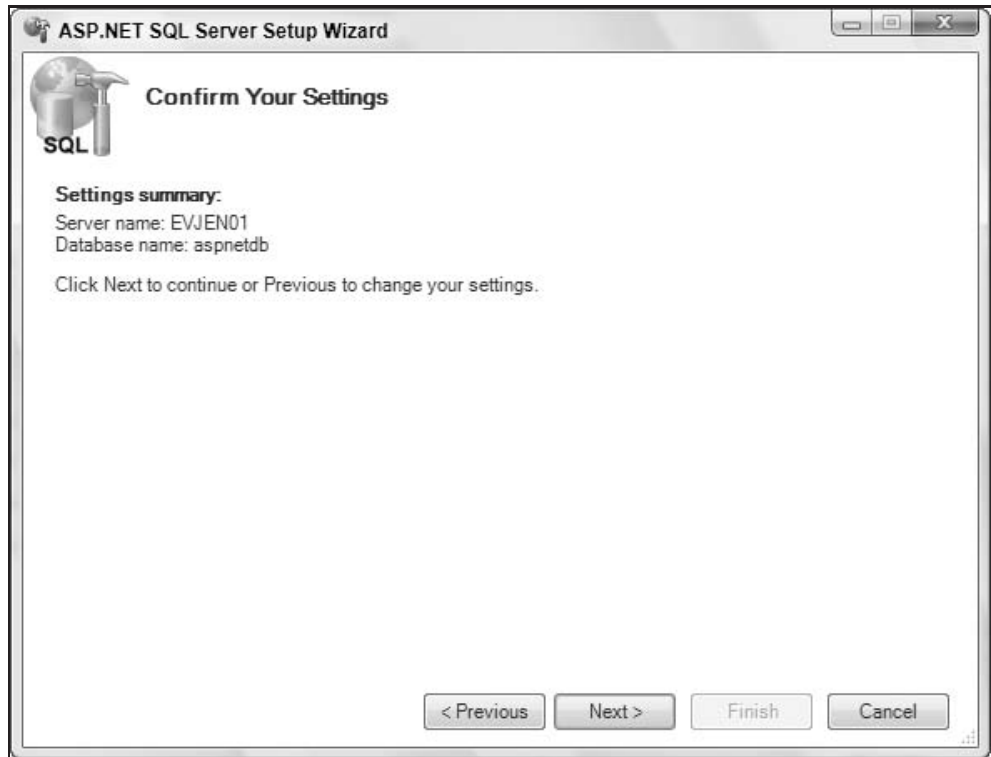 ASP.NET SQL Server Setup Wizard
Confirm Your Settings
SQL
Settings summary:
Server name: EVJEN01
Database name: aspnetdb
Click Next to continue or Previous to change your settings.
< Previous
Next >
Finish
Cancel